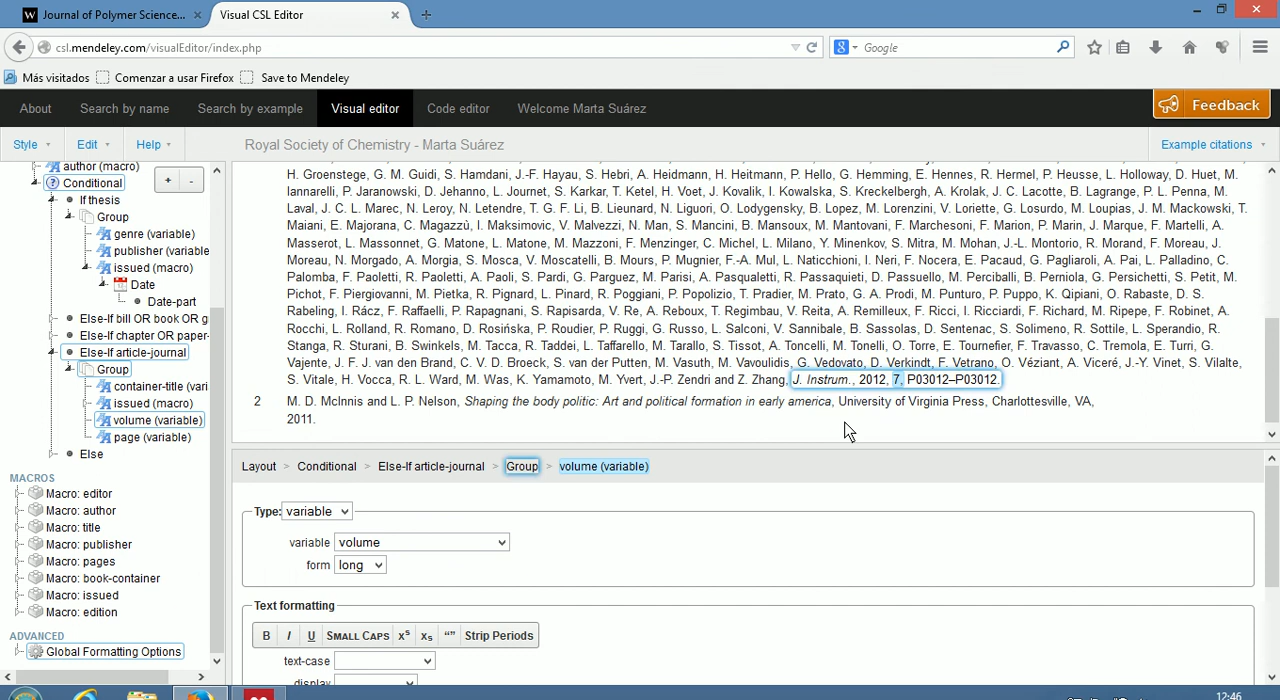 W Journal of Polymer Science...
Visual CSL Editor
csl.mendeley.com/visualEditor/index.php
Google
Más visitados
Comenzar a usar Firefox
Save to Mendeley
About
Search by name
Search by example
Visual editor
Code editor
Welcome Marta Suárez
Feedback
Style
Edit
Help
Royal Society of Chemistry - Marta Suárez
Example citations
author (macro)
Conditional
+
-
If thesis
Group
genre (variable)
publisher (variable
issued (macro)
Date
Date-part
Else-If bill OR book OR g
Else-If chapter OR paper-
Else-If article-journal
Group
container-title (vari
issued (macro)
volume (variable)
page (variable)
Else
MACROS
Macro: editor
Macro: author
Macro: title
Macro: publisher
Macro: pages
Macro: book-container
Macro: issued
Macro: edition
ADVANCED
Global Formatting Options
H. Groenstege, G. M. Guidi, S. Hamdani, J.-F. Hayau, S. Hebri, A. Heidmann, H. Heitmann, P. Hello, G. Hemming, E. Hennes, R. Hermel, P. Heusse, L. Holloway, D. Huet, M.
Iannarelli, P. Jaranowski, D. Jehanno, L. Journet, S. Karkar, T. Ketel, H. Voet, J. Kovalik, I. Kowalska, S. Kreckelbergh, A. Krolak, J. C. Lacotte, B. Lagrange, P. L. Penna, M.
Laval, J. C. L. Marec, N. Leroy, N. Letendre, T. G. F. Li, B. Lieunard, N. Liguori, O. Lodygensky, B. Lopez, M. Lorenzini, V. Loriette, G. Losurdo, M. Loupias, J. M. Mackowski, T.
Maiani, E. Majorana, C. Magazzù, I. Maksimovic, V. Malvezzi, N. Man, S. Mancini, B. Mansoux, M. Mantovani, F. Marchesoni, F. Marion, P. Marin, J. Marque, F. Martelli, A.
Masserot, L. Massonnet, G. Matone, L. Matone, M. Mazzoni, F. Menzinger, C. Michel, L. Milano, Y. Minenkov, S. Mitra, M. Mohan, J.-L. Montorio, R. Morand, F. Moreau, J.
Moreau, N. Morgado, A. Morgia, S. Mosca, V. Moscatelli, B. Mours, P. Mugnier, F.-A. Mul, L. Naticchioni, I. Neri, F. Nocera, E. Pacaud, G. Pagliaroli, A. Pai, L. Palladino, C.
Palomba, F. Paoletti, R. Paoletti, A. Paoli, S. Pardi, G. Parguez, M. Parisi, A. Pasqualetti, R. Passaquieti, D. Passuello, M. Perciballi, B. Perniola, G. Persichetti, S. Petit, M.
Pichot, F. Piergiovanni, M. Pietka, R. Pignard, L. Pinard, R. Poggiani, P. Popolizio, T. Pradier, M. Prato, G. A. Prodi, M. Punturo, P. Puppo, K. Qipiani, O. Rabaste, D. S.
Rabeling, I. Rácz, F. Raffaelli, P. Rapagnani, S. Rapisarda, V. Re, A. Reboux, T. Regimbau, V. Reita, A. Remilleux, F. Ricci, I. Ricciardi, F. Richard, M. Ripepe, F. Robinet, A.
Rocchi, L. Rolland, R. Romano, D. Rosińska, P. Roudier, P. Ruggi, G. Russo, L. Salconi, V. Sannibale, B. Sassolas, D. Sentenac, S. Solimeno, R. Sottile, L. Sperandio, R.
Stanga, R. Sturani, B. Swinkels, M. Tacca, R. Taddei, L. Taffarello, M. Tarallo, S. Tissot, A. Toncelli, M. Tonelli, O. Torre, E. Tournefier, F. Travasso, C. Tremola, E. Turri, G.
Vajente, J. F. J. van den Brand, C. V. D. Broeck, S. van der Putten, M. Vasuth, M. Vavoulidis, G. Vedovato, D. Verkindt, F. Vetrano, O. Véziant, A. Viceré, J.-Y. Vinet, S. Vilalte,
S. Vitale, H. Vocca, R. L. Ward, M. Was, K. Yamamoto, M. Yvert, J.-P. Zendri and Z. Zhang, J. Instrum., 2012, 7, P03012–P03012.
2 M. D. McInnis and L. P. Nelson, Shaping the body politic: Art and political formation in early america, University of Virginia Press, Charlottesville, VA,
2011.
Layout > Conditional > Else-If article-journal > Group > volume (variable)
Type: variable
variable volume
form long
Text formatting
B I U SMALL CAPS x⁵ x₅ “” Strip Periods
text-case
display
12:46